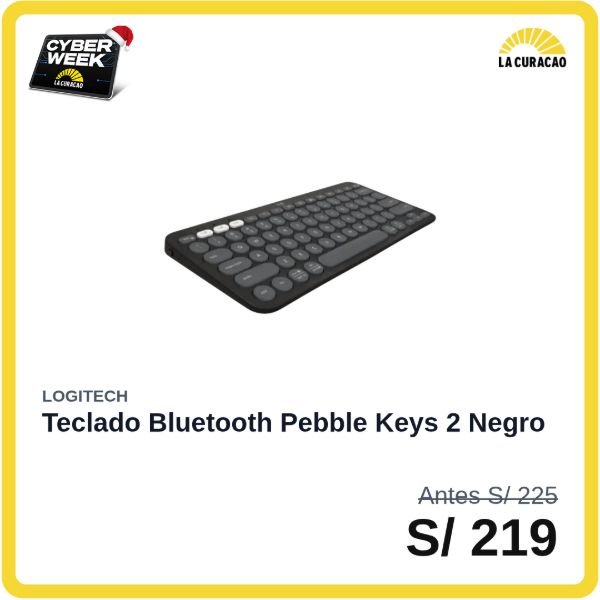 CYBER
WEEK
LA CURACAO
LA CURACAO
LOGITECH
Teclado Bluetooth Pebble Keys 2 Negro
Antes S/ 225
S/ 219